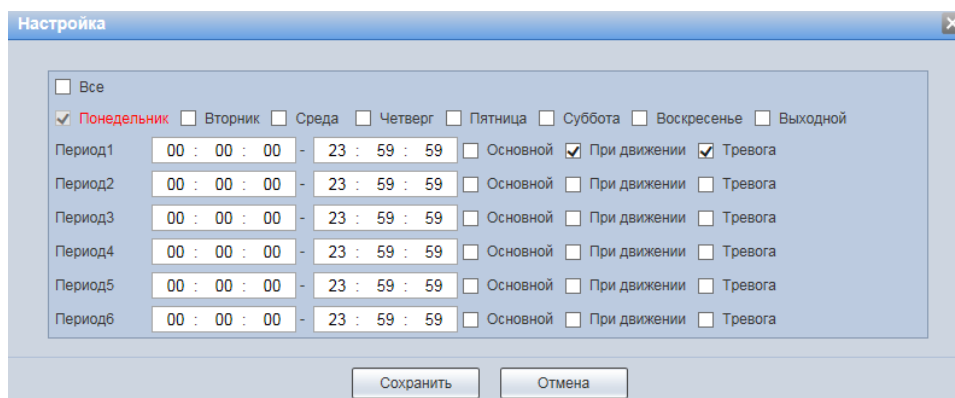 Настройка
Все
Понедельник Вторник Среда Четверг Пятница Суббота Воскресенье Выходной
Период1 00 : 00 : 00 - 23 : 59 : 59 Основной При движении Тревога
Период2 00 : 00 : 00 - 23 : 59 : 59 Основной При движении Тревога
Период3 00 : 00 : 00 - 23 : 59 : 59 Основной При движении Тревога
Период4 00 : 00 : 00 - 23 : 59 : 59 Основной При движении Тревога
Период5 00 : 00 : 00 - 23 : 59 : 59 Основной При движении Тревога
Период6 00 : 00 : 00 - 23 : 59 : 59 Основной При движении Тревога
Сохранить Отмена